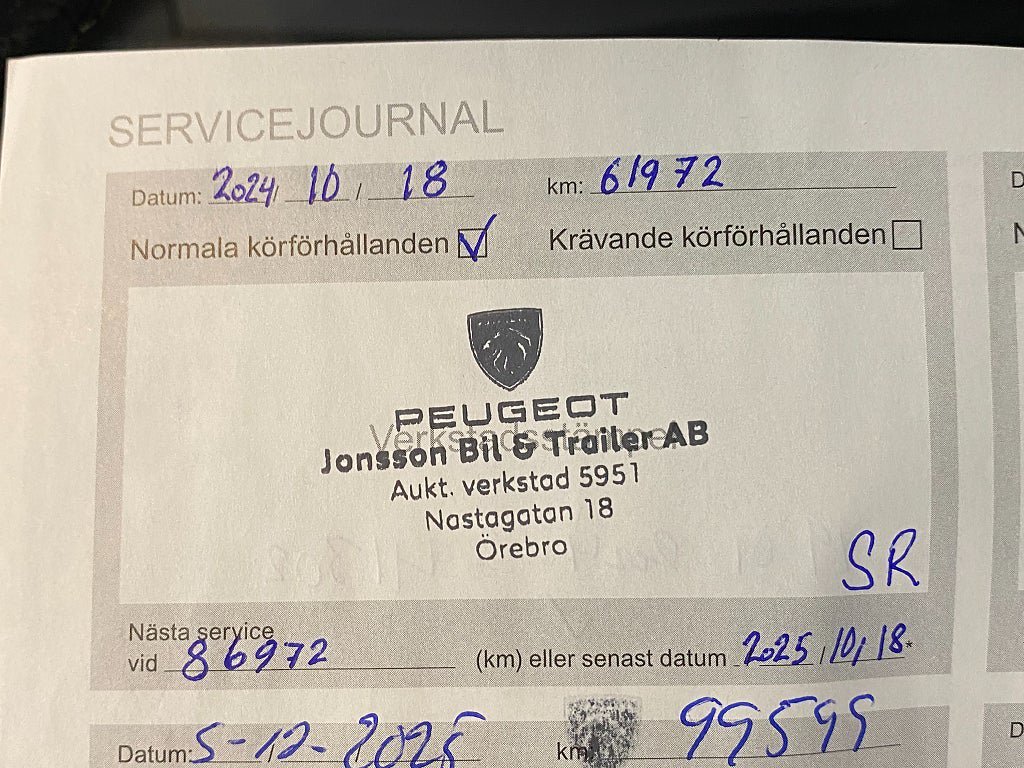 SERVICEJOURNAL
Datum: 2024/ 10 / 18 km: 61972
Normala körförhållanden Krävande körförhållanden
PEUGEOT
Verkstadsstämpel
Jonsson Bil & Trailer AB
Aukt. verkstad 5951
Nastagatan 18
Örebro
SR
Nästa service
vid 86972 (km) eller senast datum 2025/10/18*
Datum: 5-12-2025 km 99595